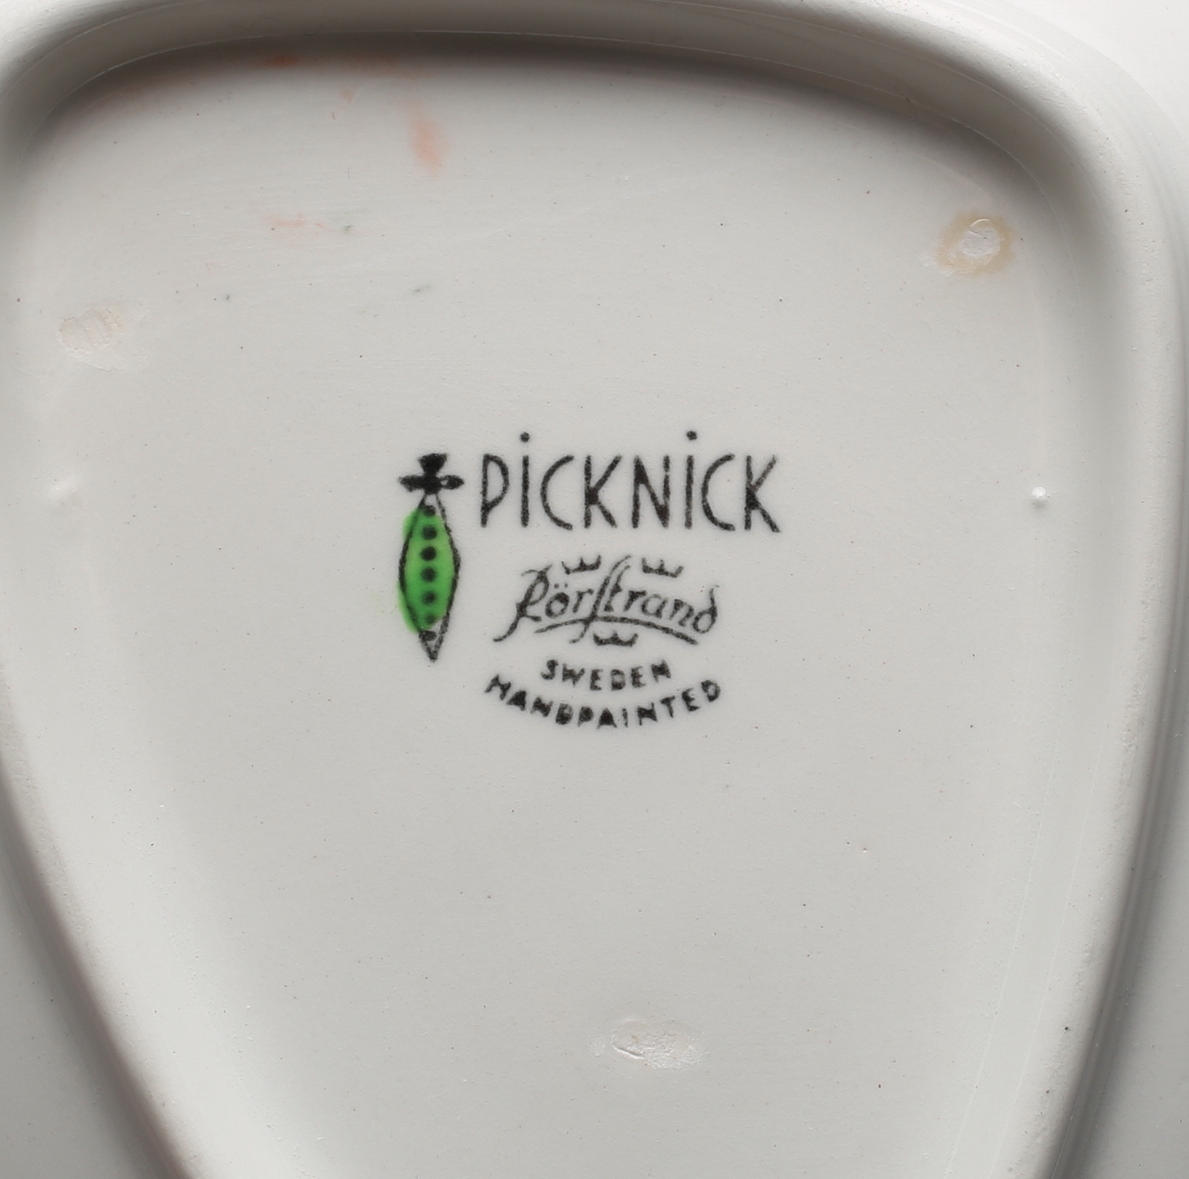 PiCKNiCK
Rörstrand
SWEDEN
HANDPAINTED